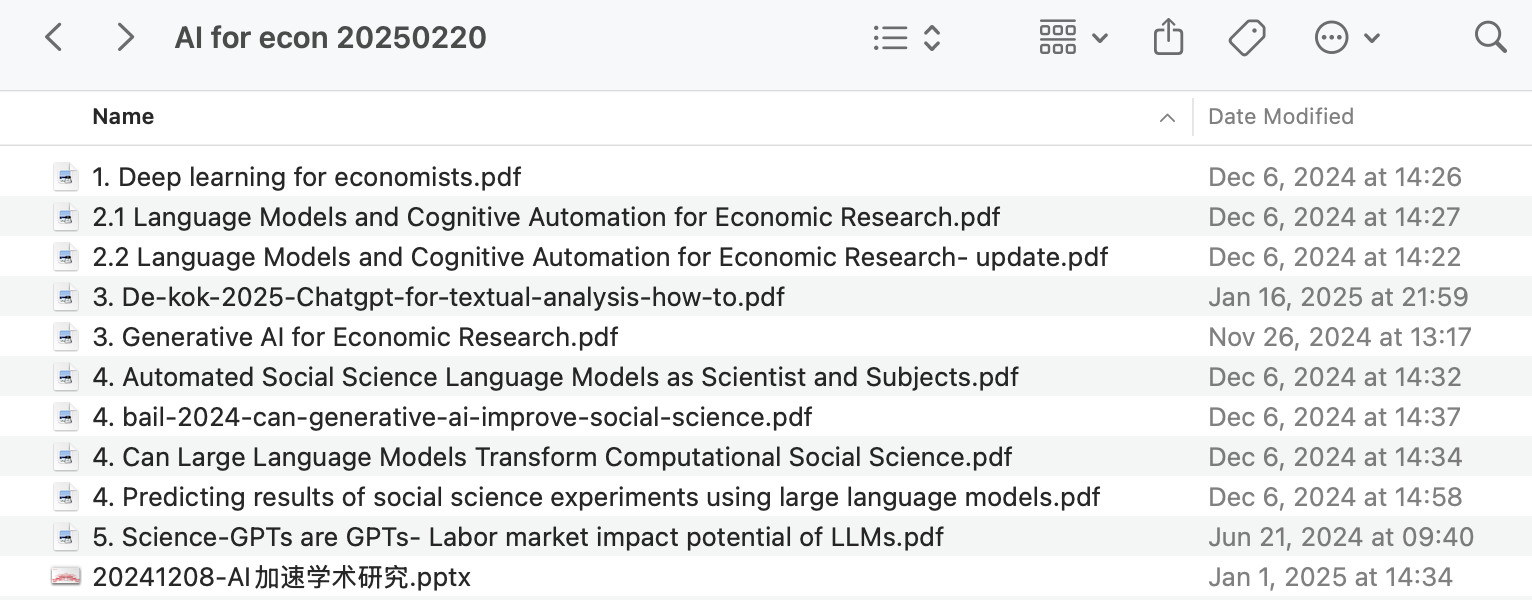 AI for econ 20250220
Name Date Modified
1. Deep learning for economists.pdf Dec 6, 2024 at 14:26
2.1 Language Models and Cognitive Automation for Economic Research.pdf Dec 6, 2024 at 14:27
2.2 Language Models and Cognitive Automation for Economic Research- update.pdf Dec 6, 2024 at 14:22
3. De-kok-2025-Chatgpt-for-textual-analysis-how-to.pdf Jan 16, 2025 at 21:59
3. Generative AI for Economic Research.pdf Nov 26, 2024 at 13:17
4. Automated Social Science Language Models as Scientist and Subjects.pdf Dec 6, 2024 at 14:32
4. bail-2024-can-generative-ai-improve-social-science.pdf Dec 6, 2024 at 14:37
4. Can Large Language Models Transform Computational Social Science.pdf Dec 6, 2024 at 14:34
4. Predicting results of social science experiments using large language models.pdf Dec 6, 2024 at 14:58
5. Science-GPTs are GPTs- Labor market impact potential of LLMs.pdf Jun 21, 2024 at 09:40
20241208-AI加速学术研究.pptx Jan 1, 2025 at 14:34